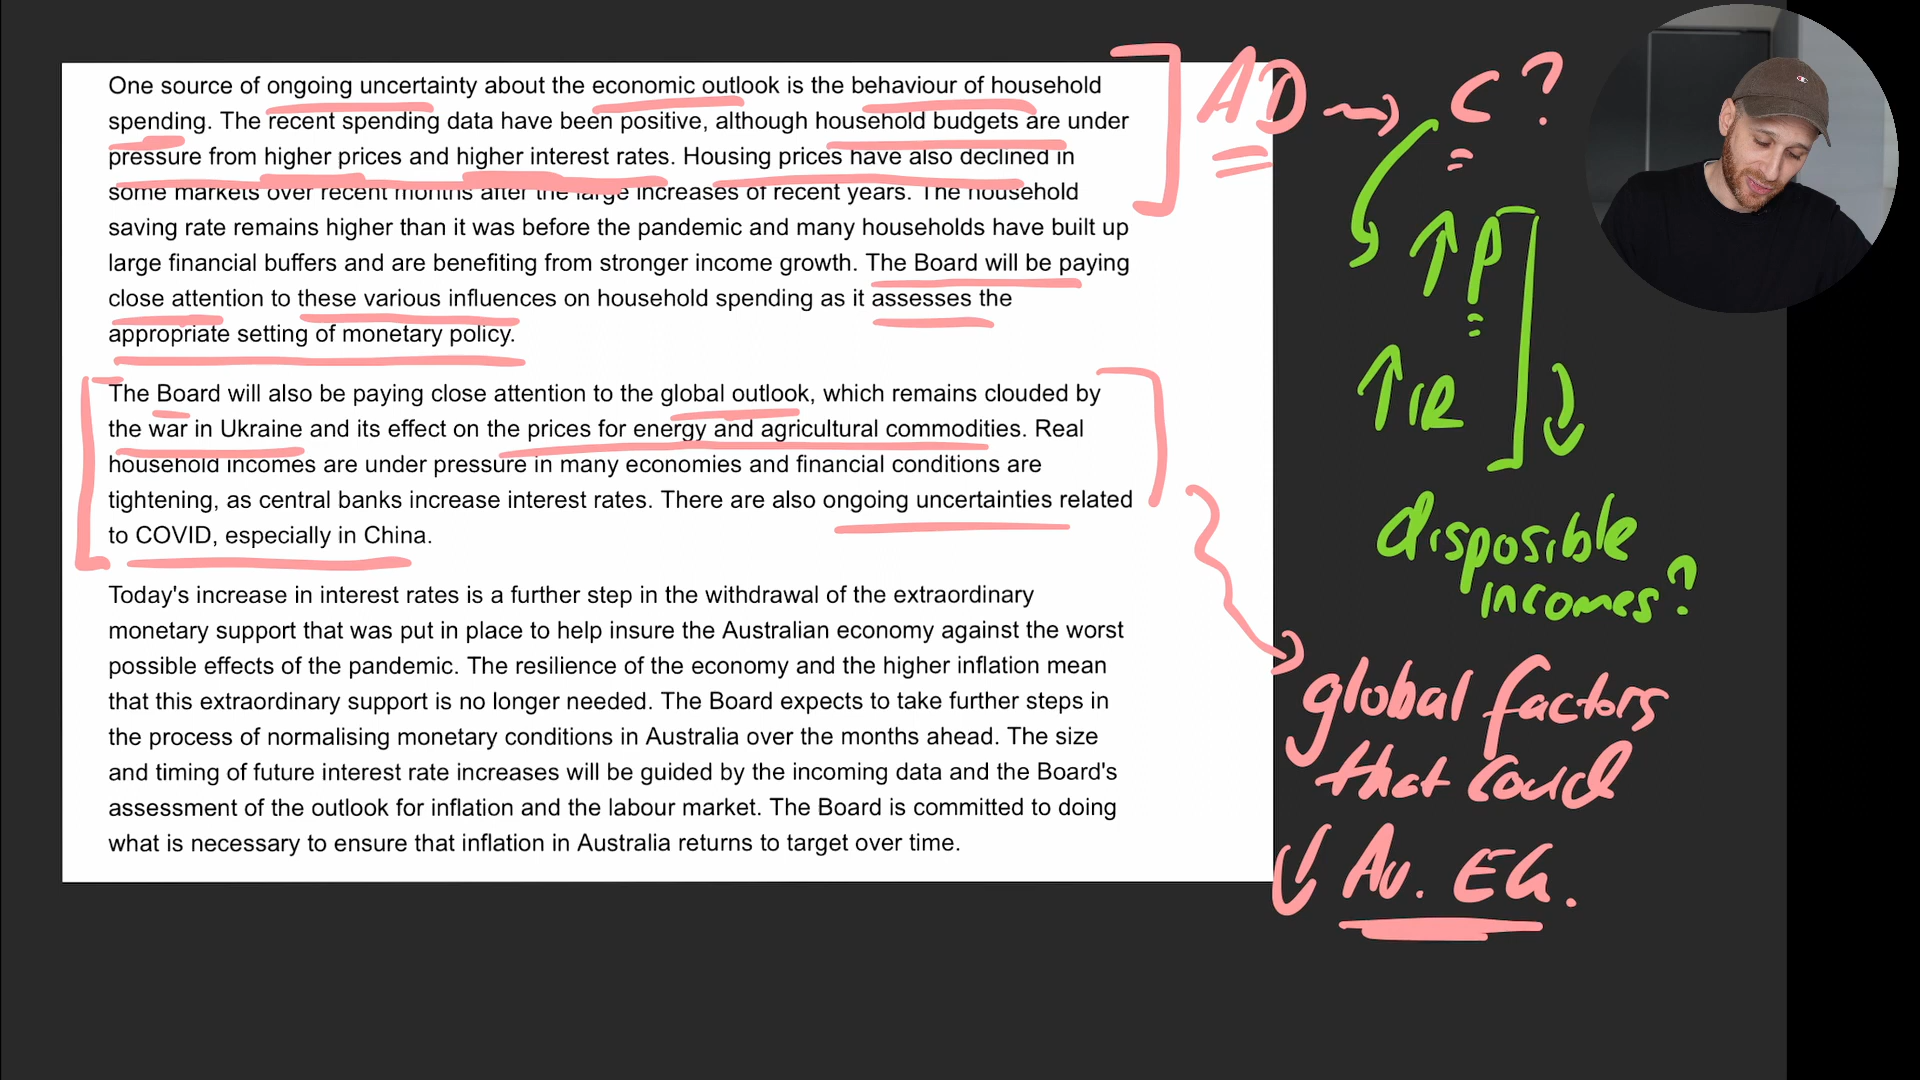 One source of ongoing uncertainty about the economic outlook is the behaviour of household
spending. The recent spending data have been positive, although household budgets are under
pressure from higher prices and higher interest rates. Housing prices have also declined in
some markets over recent months after the large increases of recent years. The household
saving rate remains higher than it was before the pandemic and many households have built up
large financial buffers and are benefiting from stronger income growth. The Board will be paying
close attention to these various influences on household spending as it assesses the
appropriate setting of monetary policy.
The Board will also be paying close attention to the global outlook, which remains clouded by
the war in Ukraine and its effect on the prices for energy and agricultural commodities. Real
household incomes are under pressure in many economies and financial conditions are
tightening, as central banks increase interest rates. There are also ongoing uncertainties related
to COVID, especially in China.
Today's increase in interest rates is a further step in the withdrawal of the extraordinary
monetary support that was put in place to help insure the Australian economy against the worst
possible effects of the pandemic. The resilience of the economy and the higher inflation mean
that this extraordinary support is no longer needed. The Board expects to take further steps in
the process of normalising monetary conditions in Australia over the months ahead. The size
and timing of future interest rate increases will be guided by the incoming data and the Board's
assessment of the outlook for inflation and the labour market. The Board is committed to doing
what is necessary to ensure that inflation in Australia returns to target over time.
AD → C?
↑ P
↑ IR
↓
disposible
incomes?
global factors
that could
↓ Au. EG.